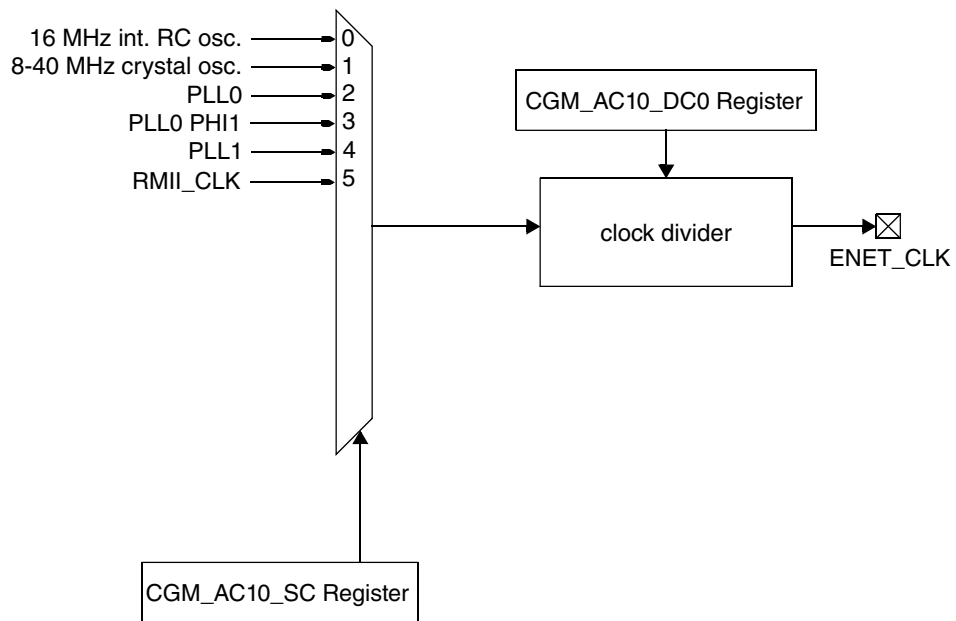 16 MHz int. RC osc.
0
8-40 MHz crystal osc.
1
PLL0
2
PLL0 PHI1
3
PLL1
4
RMII_CLK
5
CGM_AC10_DC0 Register
clock divider
ENET_CLK
CGM_AC10_SC Register